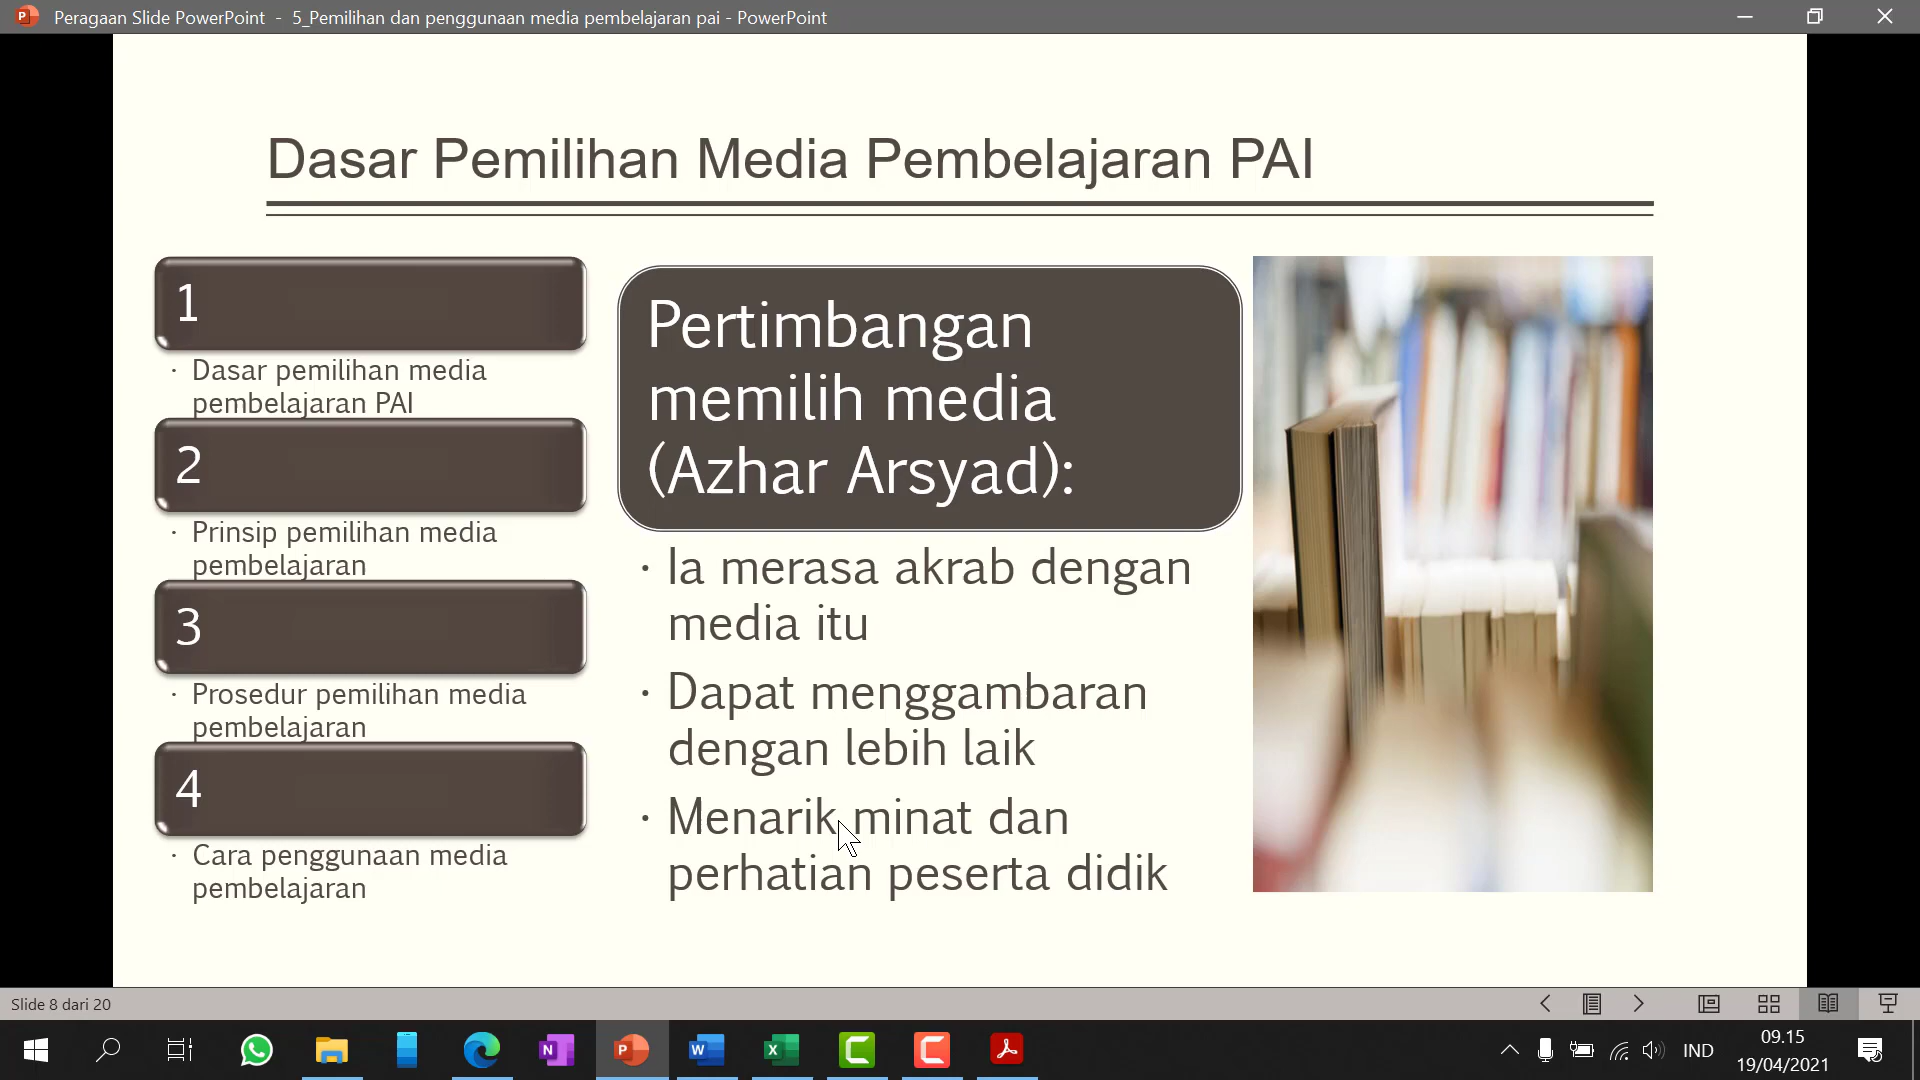 Peragaan Slide PowerPoint - 5_Pemilihan dan penggunaan media pembelajaran pai - PowerPoint
Dasar Pemilihan Media Pembelajaran PAI
1
· Dasar pemilihan media
pembelajaran PAI
2
· Prinsip pemilihan media
pembelajaran
3
· Prosedur pemilihan media
pembelajaran
4
· Cara penggunaan media
pembelajaran
Pertimbangan
memilih media
(Azhar Arsyad):
· Ia merasa akrab dengan
media itu
· Dapat menggambaran
dengan lebih laik
· Menarik minat dan
perhatian peserta didik
Slide 8 dari 20
IND
09.15
19/04/2021